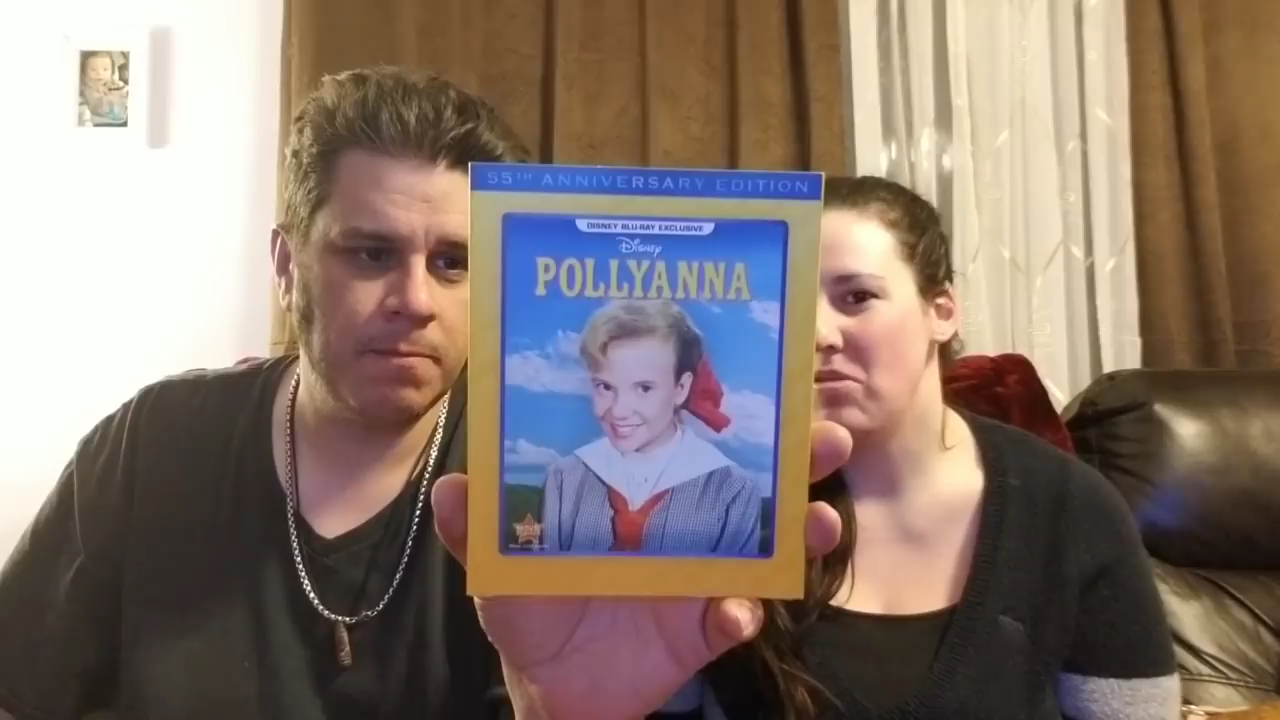 55TH ANNIVERSARY EDITION
DISNEY BLU-RAY EXCLUSIVE
Disney
POLLYANNA